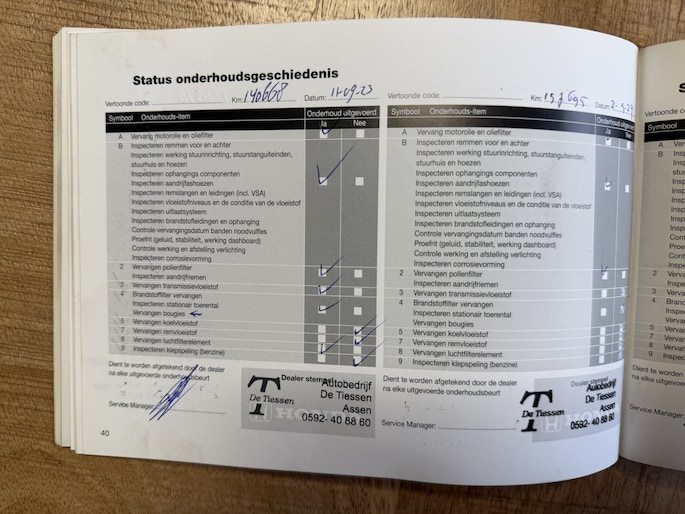 Status onderhoudsgeschiedenis
Vertoonde code: Km: 140668 Datum: 11-09-23
Symbool Onderhouds-item Onderhoud uitgevoerd
Ja Nee
A Vervang motorolie en oliefilter
B Inspecteren remmen voor en achter
Inspecteren werking stuurinrichting, stuurstanguiteinden,
stuurhuis en hoezen
Inspecteren ophangings componenten
Inspecteren aandrijfashoezen
Inspecteren remslangen en leidingen (incl. VSA)
Inspecteren vloeistofniveaus en de conditie van de vloeistof
Inspecteren uitlaatsysteem
Inspecteren brandstofleidingen en ophanging
Controle vervangingsdatum banden noodvulfles
Proefrit (geluid, stabiliteit, werking dashboard)
Controle werking en afstelling verlichting
Inspecteren corrosievorming
2 Vervangen pollenfilter
Inspecteren aandrijfriemen
3 Vervangen transmissievloeistof
4 Brandstoffilter vervangen
Inspecteren stationair toerental
Vervangen bougies
5 Vervangen koelvloeistof
7 Vervangen remvloeistof
8 Vervangen luchtfilterelement
9 Inspecteren klepspeling (benzine)
Dient te worden afgetekend door de dealer
na elke uitgevoerde onderhoudsbeurt
Service Manager:
Dealer stempel
De Tiessen
Autobedrijf
De Tiessen
Assen
0592- 40 88 60
40
Vertoonde code: Km: Datum:
Symbool Onderhouds-item Onderhoud uitgevoerd
Ja
A Vervang motorolie en oliefilter
B Inspecteren remmen voor en achter
Inspecteren werking stuurinrichting, stuurstanguiteinden,
stuurhuis en hoezen
Inspecteren ophangings componenten
Inspecteren aandrijfashoezen
Inspecteren remslangen en leidingen (incl. VSA)
Inspecteren vloeistofniveaus en de conditie van de vloeistof
Inspecteren uitlaatsysteem
Inspecteren brandstofleidingen en ophanging
Controle vervangingsdatum banden noodvulfles
Proefrit (geluid, stabiliteit, werking dashboard)
Controle werking en afstelling verlichting
Inspecteren corrosievorming
2 Vervangen pollenfilter
Inspecteren aandrijfriemen
3 Vervangen transmissievloeistof
4 Brandstoffilter vervangen
Inspecteren stationair toerental
Vervangen bougies
5 Vervangen koelvloeistof
7 Vervangen remvloeistof
8 Vervangen luchtfilterelement
9 Inspecteren klepspeling (benzine)
Dient te worden afgetekend door de dealer
na elke uitgevoerde onderhoudsbeurt
Service Manager:
Dealer stempel
De Tiessen
Autobedrijf
De Tiessen
Assen
0592- 40 88 60
S
Vertoonde code:
Symbool Onde
A Verv
B Inspe